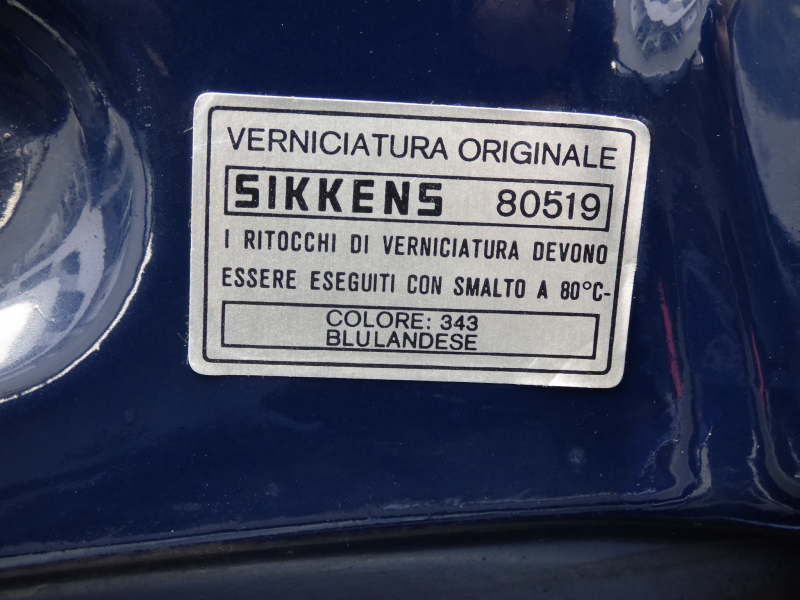 VERNICIATURA ORIGINALE
SIKKENS 80519
I RITOCCHI DI VERNICIATURA DEVONO
ESSERE ESEGUITI CON SMALTO A 80°C-
COLORE: 343
BLULANDESE